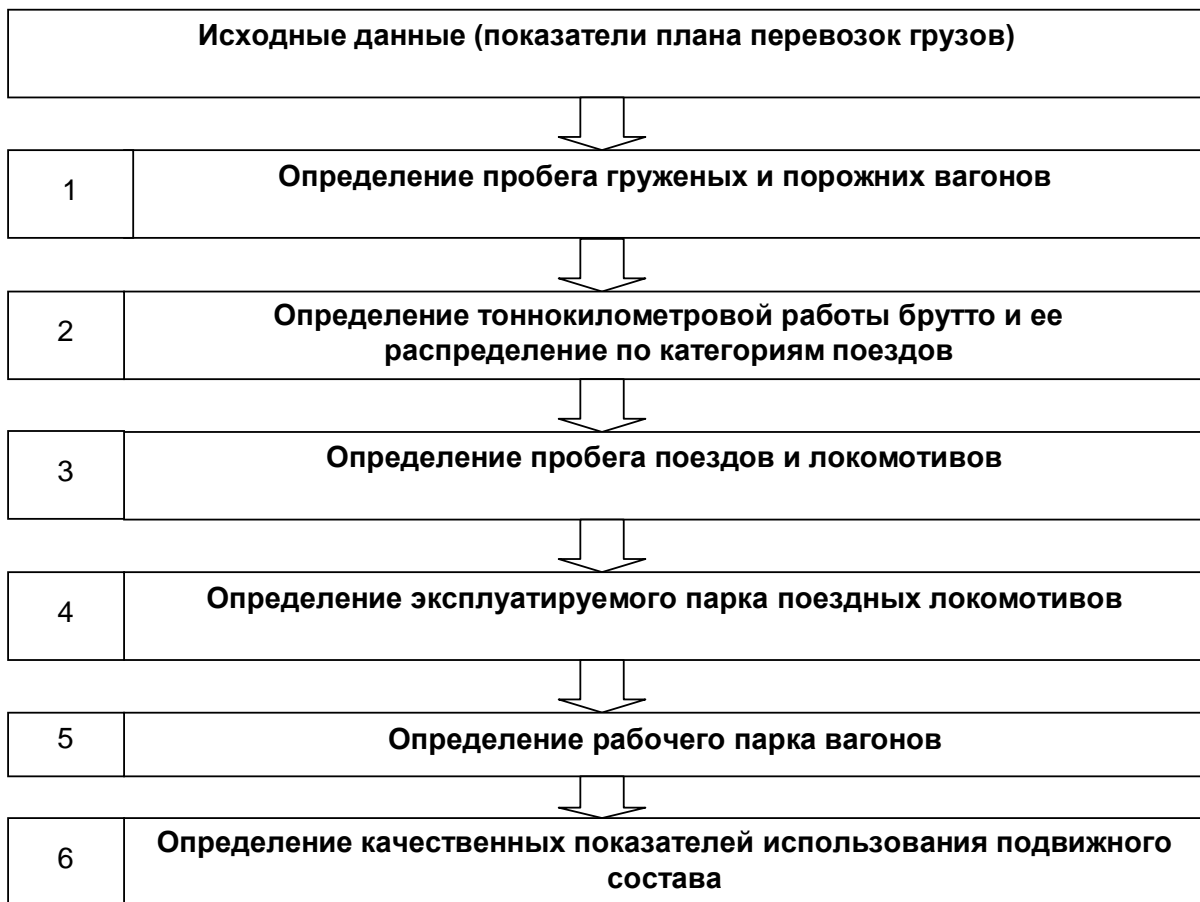 Исходные данные (показатели плана перевозок грузов)
1
Определение пробега груженых и порожних вагонов
2
Определение тоннокилометровой работы брутто и ее
распределение по категориям поездов
3
Определение пробега поездов и локомотивов
4
Определение эксплуатируемого парка поездных локомотивов
5
Определение рабочего парка вагонов
6
Определение качественных показателей использования подвижного
состава